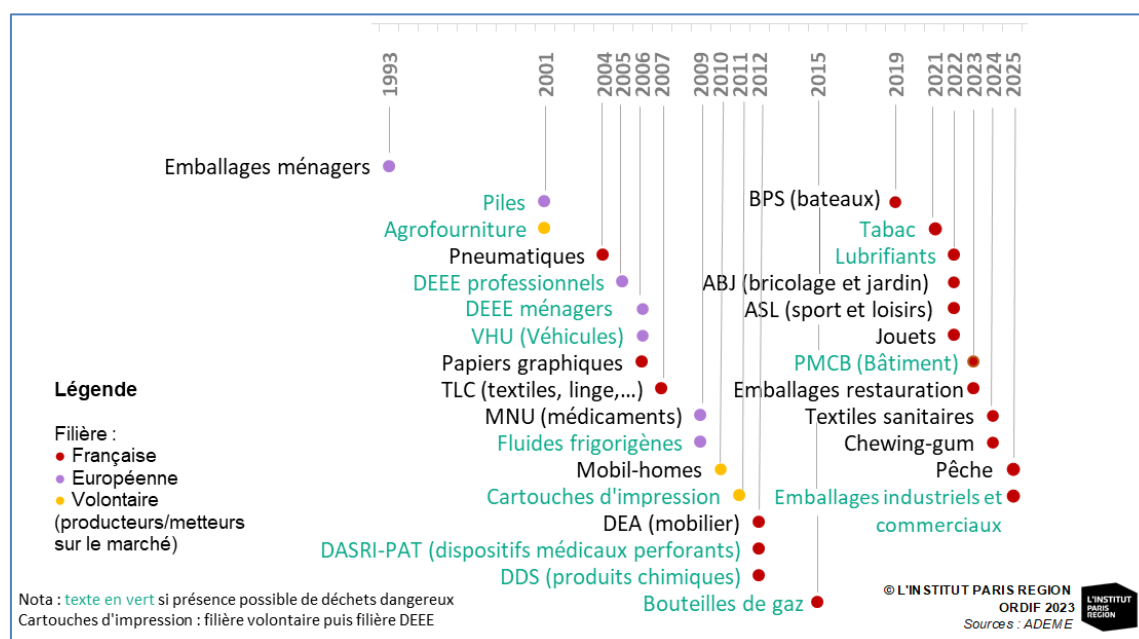 1993
2001
2004
2005
2006
2007
2009
2010
2011
2012
2015
2019
2021
2022
2023
2024
2025
Emballages ménagers
Piles
Agrofourniture
Pneumatiques
DEEE professionnels
DEEE ménagers
VHU (Véhicules)
Papiers graphiques
TLC (textiles, linge,...)
MNU (médicaments)
Fluides frigorigènes
Mobil-homes
Cartouches d'impression
DEA (mobilier)
DASRI-PAT (dispositifs médicaux perforants)
DDS (produits chimiques)
Bouteilles de gaz
BPS (bateaux)
Tabac
Lubrifiants
ABJ (bricolage et jardin)
ASL (sport et loisirs)
Jouets
PMCB (Bâtiment)
Emballages restauration
Textiles sanitaires
Chewing-gum
Pêche
Emballages industriels et
commerciaux
Légende
Filière :
Française
Européenne
Volontaire
(producteurs/metteurs
sur le marché)
Nota : texte en vert si présence possible de déchets dangereux
Cartouches d'impression : filière volontaire puis filière DEEE
© L'INSTITUT PARIS REGION
ORDIF 2023
Sources : ADEME
L'INSTITUT
PARIS
REGION